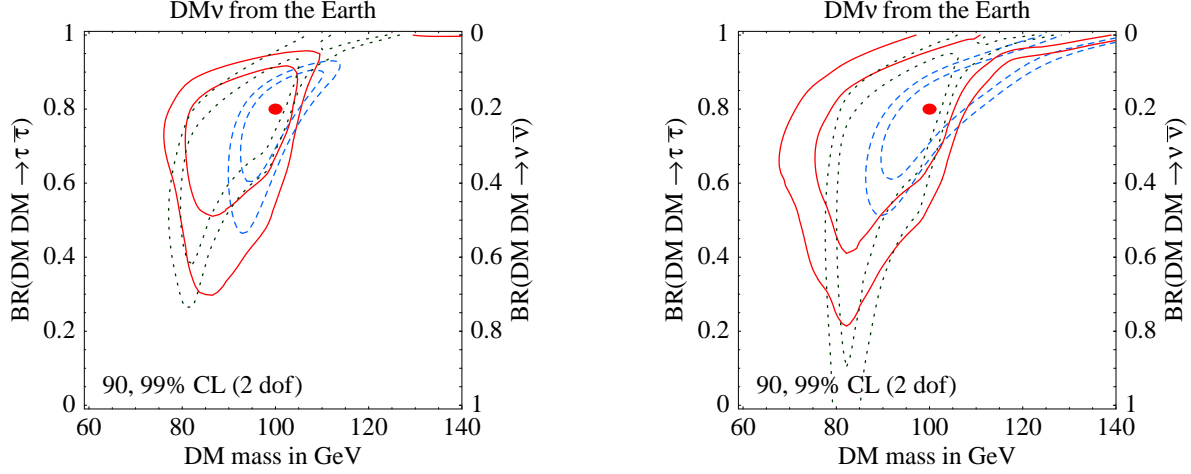 DMν from the Earth
1
0.8
0.6
0.4
0.2
0
BR(DM DM → τ τ̅)
0
0.2
0.4
0.6
0.8
1
BR(DM DM → ν ν̅)
90, 99% CL (2 dof)
60 80 100 120 140
DM mass in GeV
DMν from the Earth
1
0.8
0.6
0.4
0.2
0
BR(DM DM → τ τ̅)
0
0.2
0.4
0.6
0.8
1
BR(DM DM → ν ν̅)
90, 99% CL (2 dof)
60 80 100 120 140
DM mass in GeV